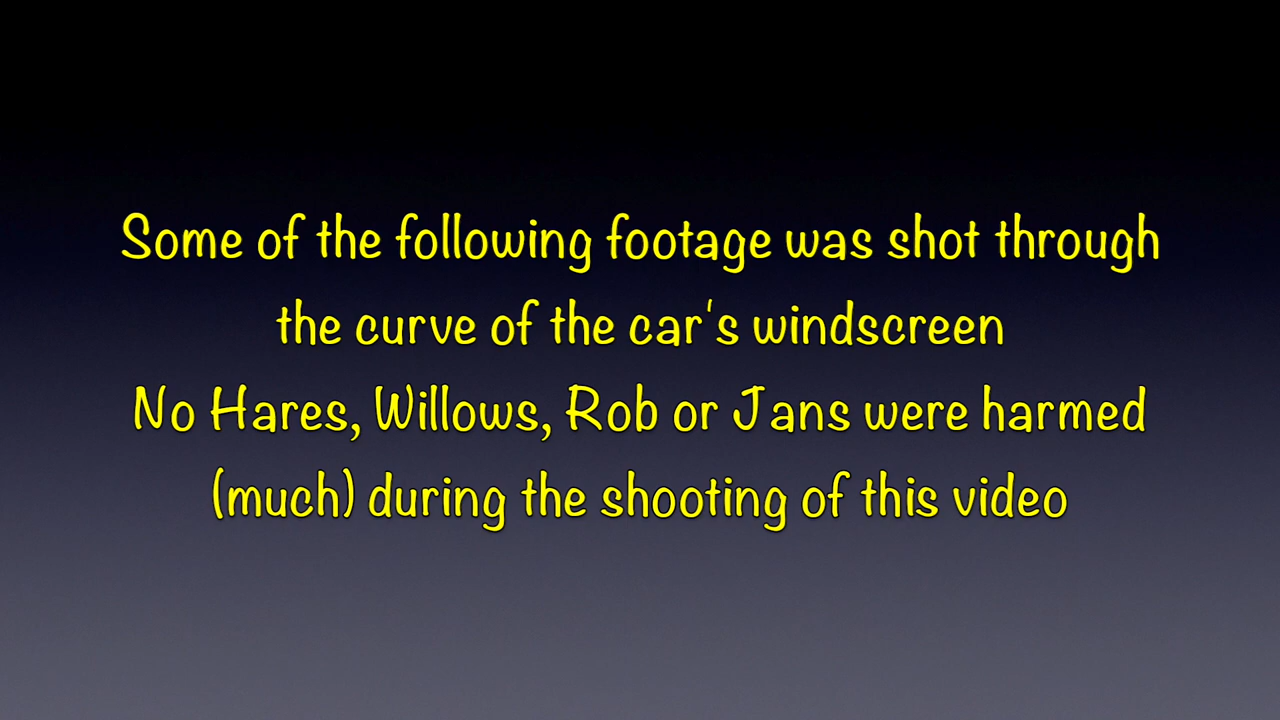 Some of the following footage was shot through
the curve of the car's windscreen
No Hares, Willows, Rob or Jans were harmed
(much) during the shooting of this video